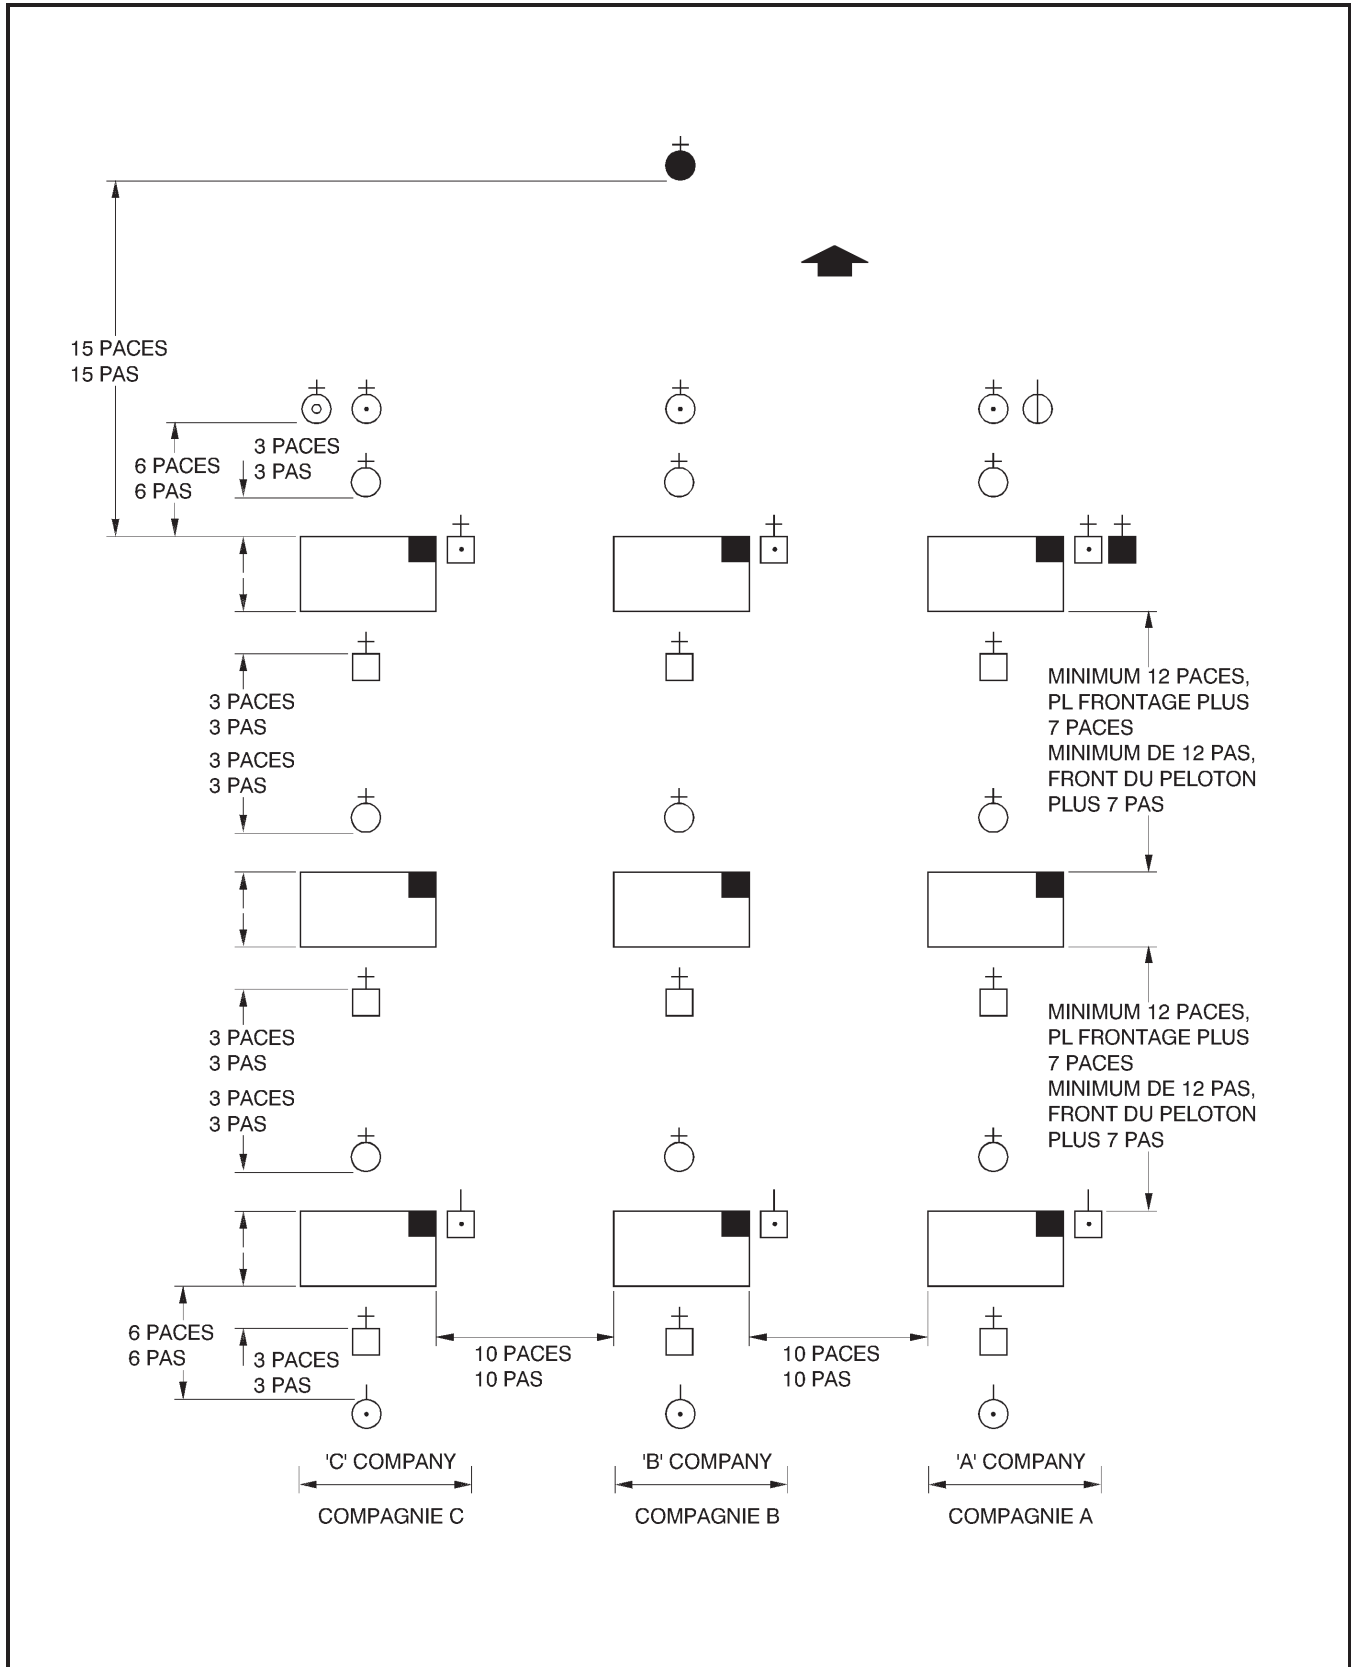 15 PACES
15 PAS
3 PACES
3 PAS
6 PACES
6 PAS
3 PACES
3 PAS
3 PACES
3 PAS
MINIMUM 12 PACES,
PL FRONTAGE PLUS
7 PACES
MINIMUM DE 12 PAS,
FRONT DU PELOTON
PLUS 7 PAS
3 PACES
3 PAS
3 PACES
3 PAS
MINIMUM 12 PACES,
PL FRONTAGE PLUS
7 PACES
MINIMUM DE 12 PAS,
FRONT DU PELOTON
PLUS 7 PAS
6 PACES
6 PAS
3 PACES
3 PAS
10 PACES
10 PAS
10 PACES
10 PAS
'C' COMPANY
COMPAGNIE C
'B' COMPANY
COMPAGNIE B
'A' COMPANY
COMPAGNIE A